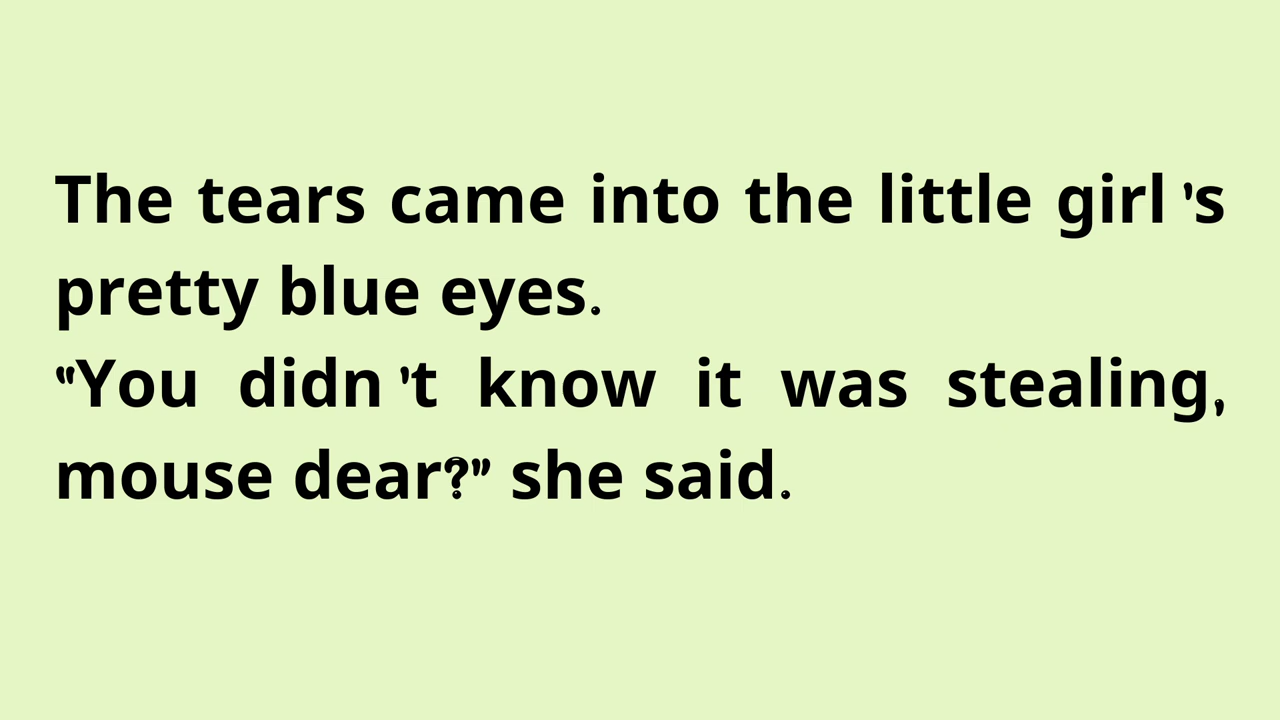 The tears came into the little girl's
pretty blue eyes.
“You didn't know it was stealing,
mouse dear?” she said.